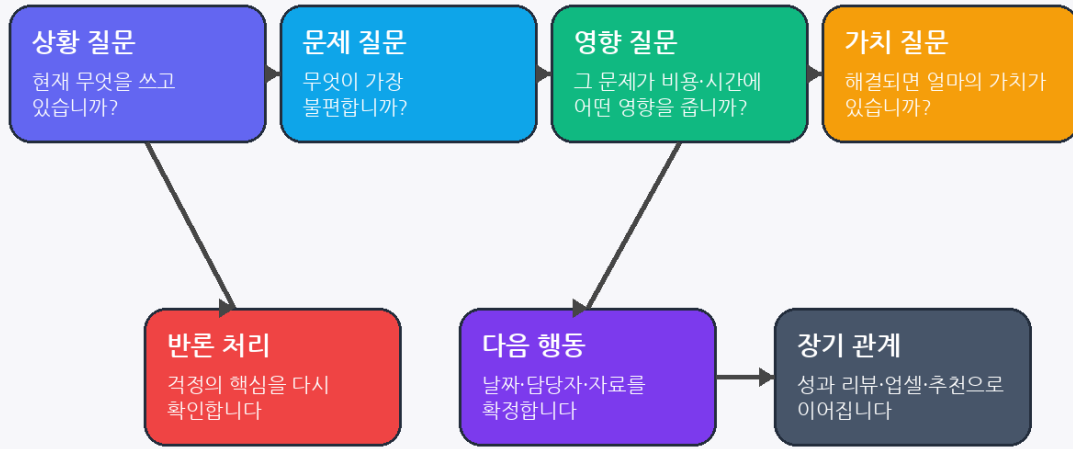 상황 질문
현재 무엇을 쓰고
있습니까?
문제 질문
무엇이 가장
불편합니까?
영향 질문
그 문제가 비용·시간에
어떤 영향을 줍니까?
가치 질문
해결되면 얼마의 가치가
있습니까?
반론 처리
걱정의 핵심을 다시
확인합니다
다음 행동
날짜·담당자·자료를
확정합니다
장기 관계
성과 리뷰·업셀·추천으로
이어집니다